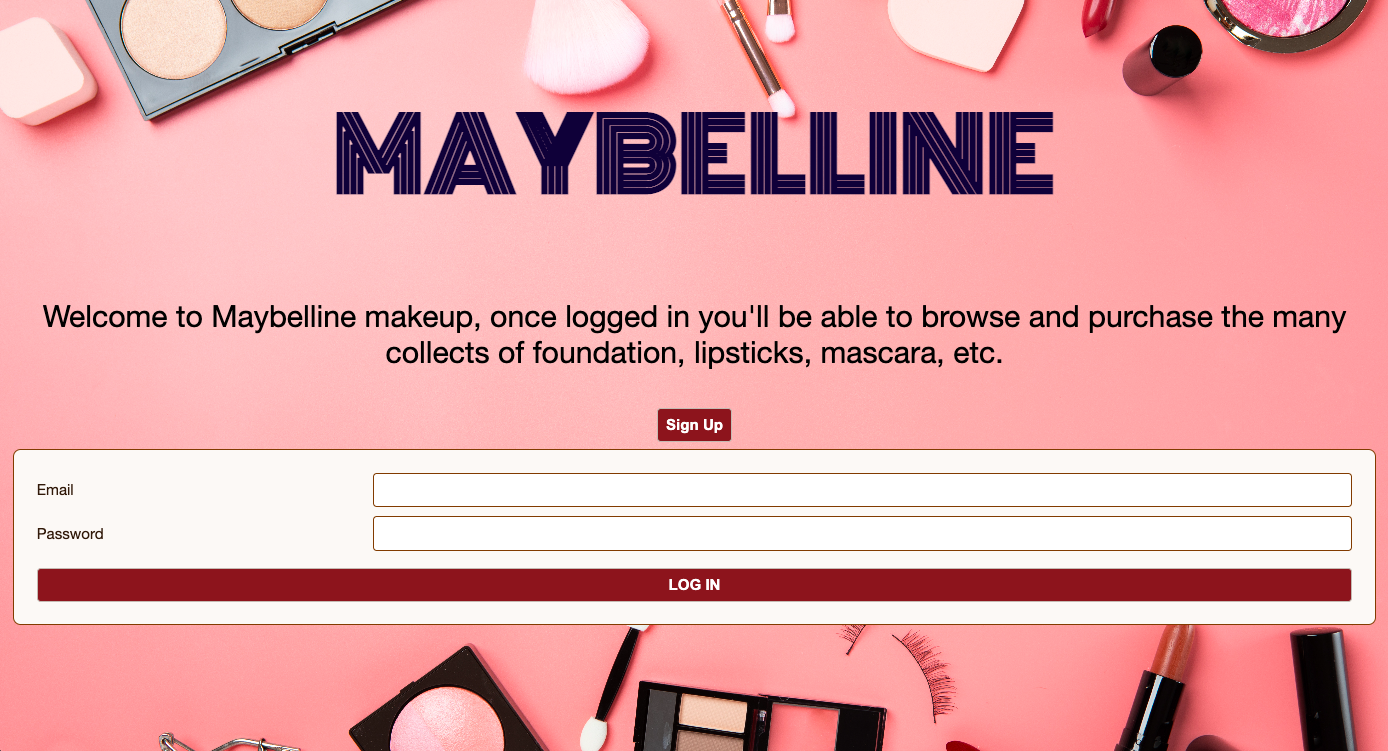 MAYBELLINE
Welcome to Maybelline makeup, once logged in you'll be able to browse and purchase the many
collects of foundation, lipsticks, mascara, etc.
Sign Up
Email
Password
LOG IN